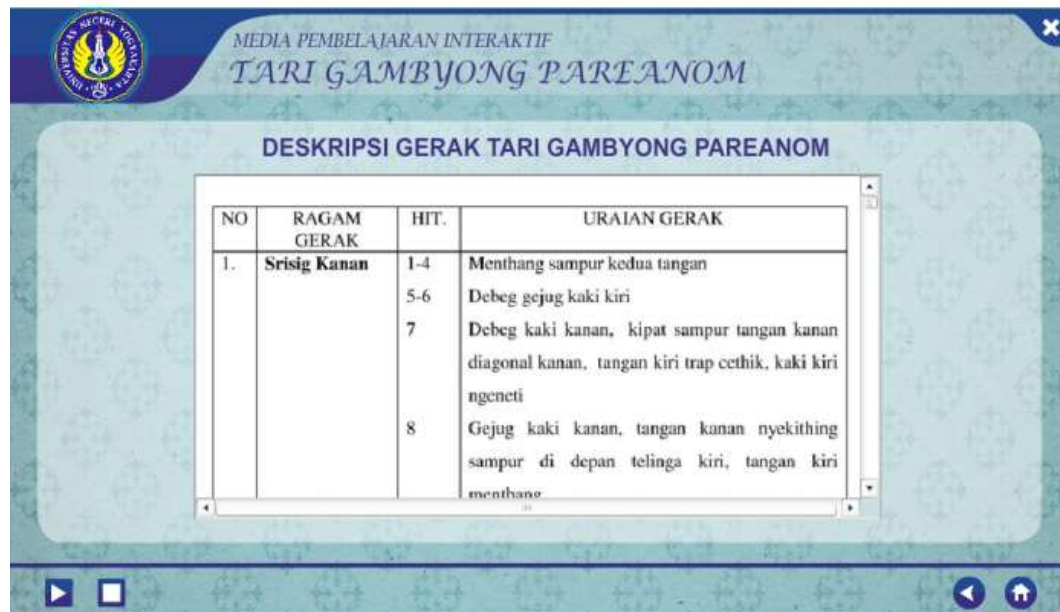 UNIVERSITAS NEGERI YOGYAKARTA
MEDIA PEMBELAJARAN INTERAKTIF
TARI GAMBYONG PAREANOM
DESKRIPSI GERAK TARI GAMBYONG PAREANOM
NO RAGAM GERAK HIT. URAIAN GERAK
1. Srisig Kanan 1-4 Menthang sampur kedua tangan
5-6 Debeg gejug kaki kiri
7 Debeg kaki kanan, kipat sampur tangan kanan
diagonal kanan, tangan kiri trap cethik, kaki kiri
ngeneti
8 Gejug kaki kanan, tangan kanan nyekithing
sampur di depan telinga kiri, tangan kiri
menthang